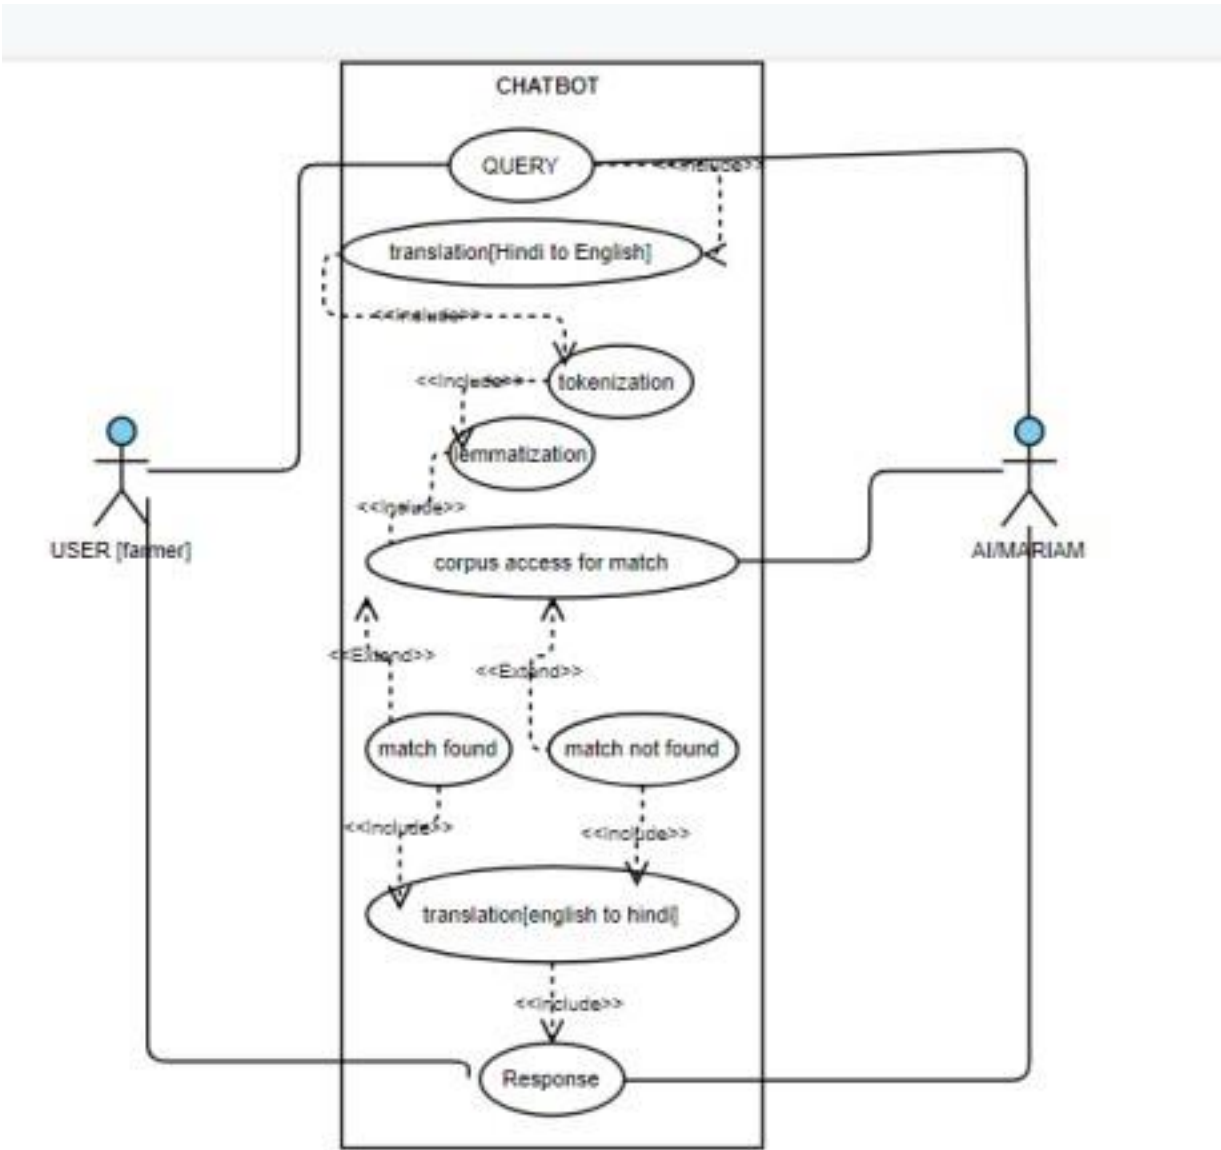 CHATBOT
QUERY
<<Include>>
translation[Hindi to English]
<<Include>>
<<Include>>
tokenization
lemmatization
<<Include>>
USER [farmer]
corpus access for match
AI/MARIAM
<<Extend>>
<<Extend>>
match found
match not found
<<Include>>
<<Include>>
translation[english to hindi]
<<Include>>
Response